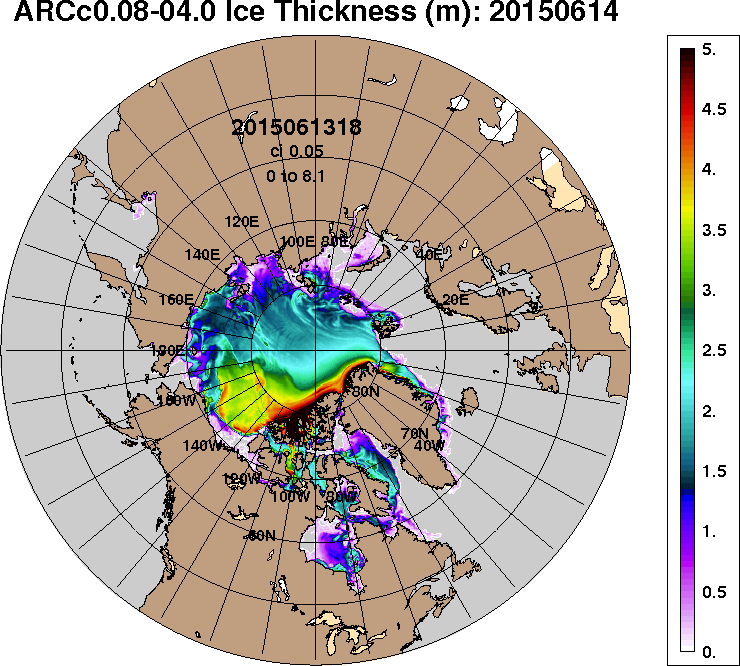 ARCc0.08-04.0 Ice Thickness (m): 20150614
2015061318
ci 0.05
0 to 8.1
120E
100E
80E
40E
140E
160E
20E
180E
160W
80N
140W
70N
40W
120W
100W
80W
60N
5.
4.5
4.
3.5
3.
2.5
2.
1.5
1.
0.5
0.